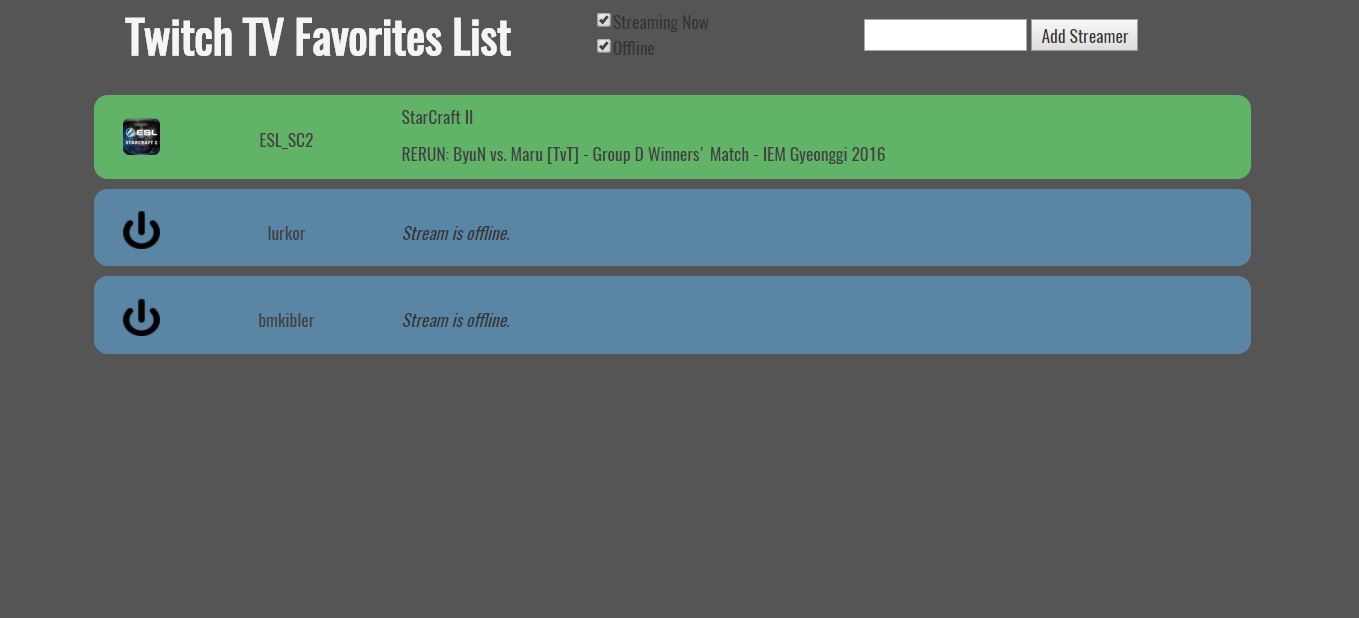 Twitch TV Favorites List
Streaming Now
Offline
Add Streamer
ESL
STARCRAFT 2
ESL_SC2
StarCraft II
RERUN: ByuN vs. Maru [TvT] - Group D Winners' Match - IEM Gyeonggi 2016
lurkor
Stream is offline.
bmkibler
Stream is offline.